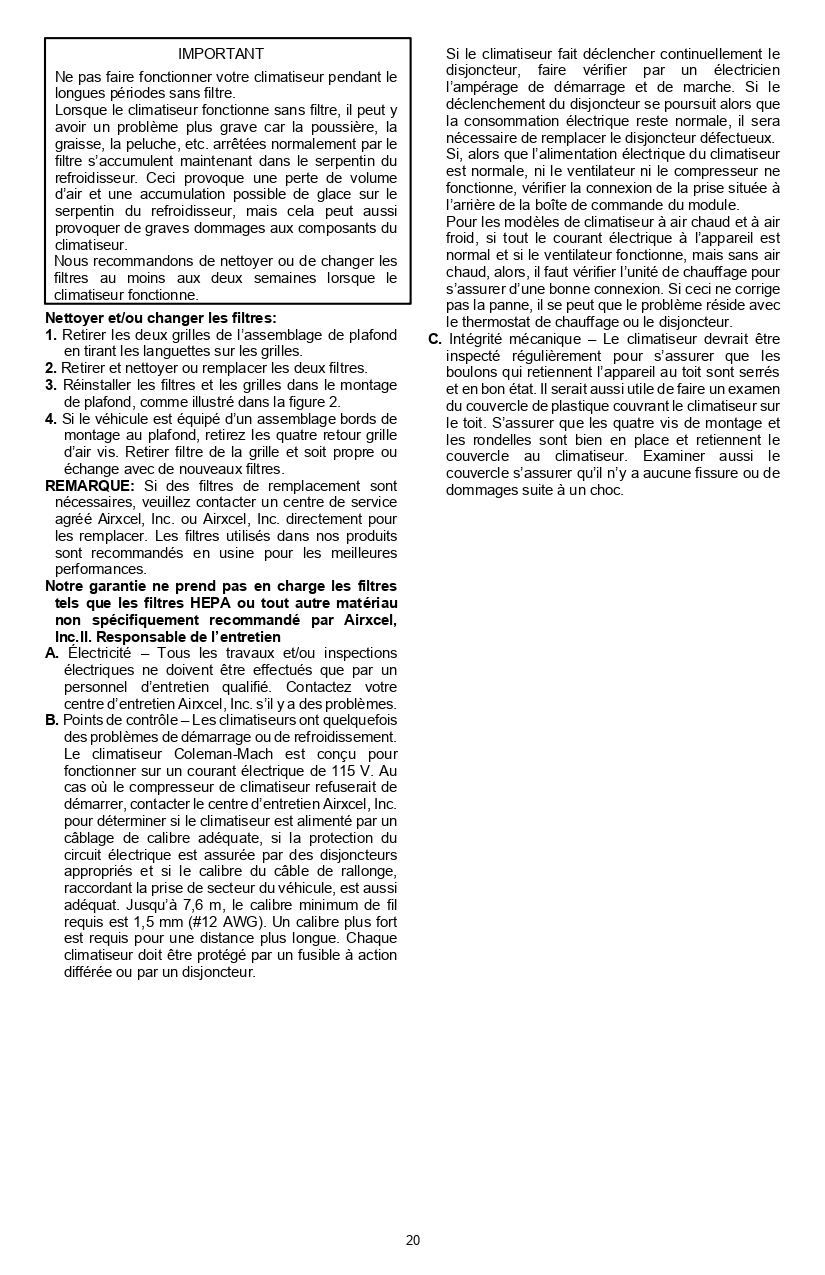 IMPORTANT
Ne pas faire fonctionner votre climatiseur pendant le
longues périodes sans filtre.
Lorsque le climatiseur fonctionne sans filtre, il peut y
avoir un problème plus grave car la poussière, la
graisse, la peluche, etc. arrêtées normalement par le
filtre s’accumulent maintenant dans le serpentin du
refroidisseur. Ceci provoque une perte de volume
d’air et une accumulation possible de glace sur le
serpentin du refroidisseur, mais cela peut aussi
provoquer de graves dommages aux composants du
climatiseur.
Nous recommandons de nettoyer ou de changer les
filtres au moins aux deux semaines lorsque le
climatiseur fonctionne.
Nettoyer et/ou changer les filtres:
1. Retirer les deux grilles de l’assemblage de plafond
en tirant les languettes sur les grilles.
2. Retirer et nettoyer ou remplacer les deux filtres.
3. Réinstaller les filtres et les grilles dans le montage
de plafond, comme illustré dans la figure 2.
4. Si le véhicule est équipé d’un assemblage bords de
montage au plafond, retirez les quatre retour grille
d’air vis. Retirer filtre de la grille et soit propre ou
échange avec de nouveaux filtres.
REMARQUE: Si des filtres de remplacement sont
nécessaires, veuillez contacter un centre de service
agréé Airxcel, Inc. ou Airxcel, Inc. directement pour
les remplacer. Les filtres utilisés dans nos produits
sont recommandés en usine pour les meilleures
performances.
Notre garantie ne prend pas en charge les filtres
tels que les filtres HEPA ou tout autre matériau
non spécifiquement recommandé par Airxcel,
Inc.II. Responsable de l’entretien
A. Électricité – Tous les travaux et/ou inspections
électriques ne doivent être effectués que par un
personnel d’entretien qualifié. Contactez votre
centre d’entretien Airxcel, Inc. s’il y a des problèmes.
B. Points de contrôle – Les climatiseurs ont quelquefois
des problèmes de démarrage ou de refroidissement.
Le climatiseur Coleman-Mach est conçu pour
fonctionner sur un courant électrique de 115 V. Au
cas où le compresseur de climatiseur refuserait de
démarrer, contacter le centre d’entretien Airxcel, Inc.
pour déterminer si le climatiseur est alimenté par un
câblage de calibre adéquate, si la protection du
circuit électrique est assurée par des disjoncteurs
appropriés et si le calibre du câble de rallonge,
raccordant la prise de secteur du véhicule, est aussi
adéquat. Jusqu’à 7,6 m, le calibre minimum de fil
requis est 1,5 mm (#12 AWG). Un calibre plus fort
est requis pour une distance plus longue. Chaque
climatiseur doit être protégé par un fusible à action
différée ou par un disjoncteur.
Si le climatiseur fait déclencher continuellement le
disjoncteur, faire vérifier par un électricien
l’ampérage de démarrage et de marche. Si le
déclenchement du disjoncteur se poursuit alors que
la consommation électrique reste normale, il sera
nécessaire de remplacer le disjoncteur défectueux.
Si, alors que l’alimentation électrique du climatiseur
est normale, ni le ventilateur ni le compresseur ne
fonctionne, vérifier la connexion de la prise située à
l’arrière de la boîte de commande du module.
Pour les modèles de climatiseur à air chaud et à air
froid, si tout le courant électrique à l’appareil est
normal et si le ventilateur fonctionne, mais sans air
chaud, alors, il faut vérifier l’unité de chauffage pour
s’assurer d’une bonne connexion. Si ceci ne corrige
pas la panne, il se peut que le problème réside avec
le thermostat de chauffage ou le disjoncteur.
C. Intégrité mécanique – Le climatiseur devrait être
inspecté régulièrement pour s’assurer que les
boulons qui retiennent l’appareil au toit sont serrés
et en bon état. Il serait aussi utile de faire un examen
du couvercle de plastique couvrant le climatiseur sur
le toit. S’assurer que les quatre vis de montage et
les rondelles sont bien en place et retiennent le
couvercle au climatiseur. Examiner aussi le
couvercle s’assurer qu’il n’y a aucune fissure ou de
dommages suite à un choc.
20